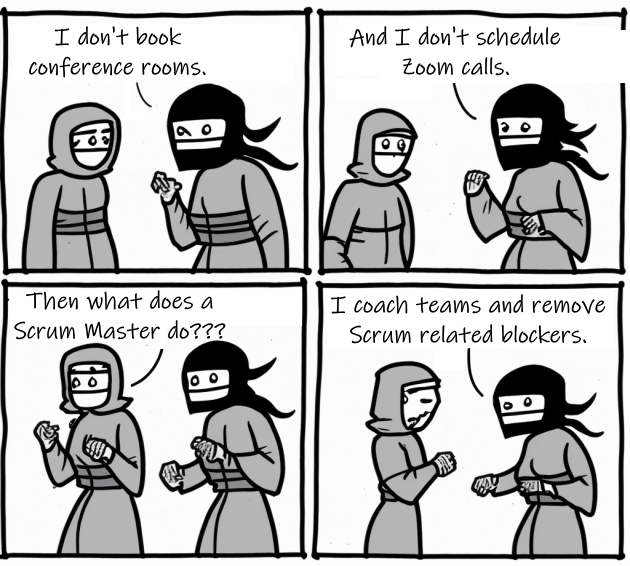 I don't book
conference rooms.
And I don't schedule
Zoom calls.
Then what does a
Scrum Master do???
I coach teams and remove
Scrum related blockers.